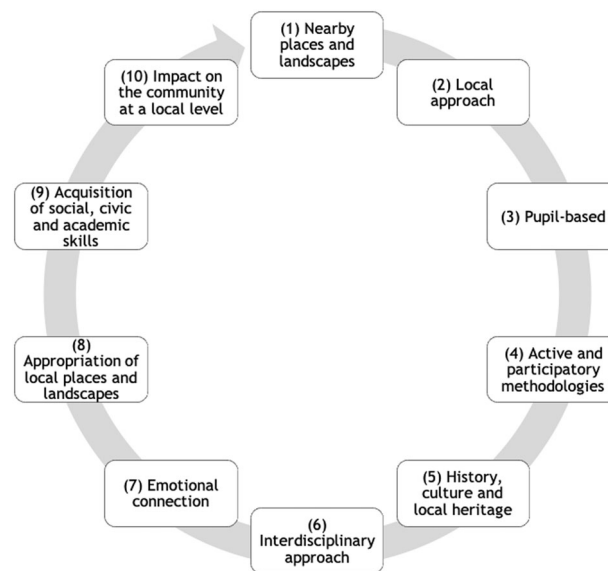 (1) Nearby
places and
landscapes
(2) Local
approach
(3) Pupil-based
(4) Active and
participatory
methodologies
(5) History,
culture and
local heritage
(6)
Interdisciplinary
approach
(7) Emotional
connection
(8)
Appropriation of
local places and
landscapes
(9) Acquisition
of social, civic
and academic
skills
(10) Impact on
the community
at a local level